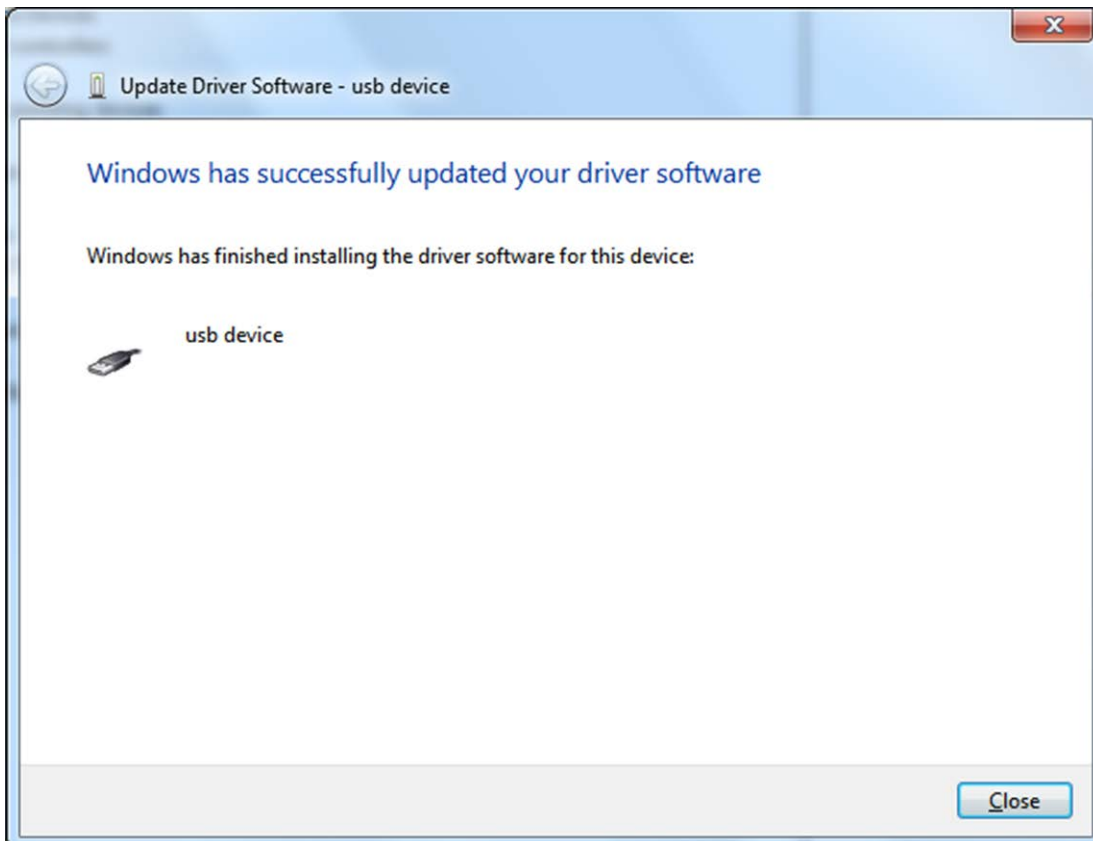 Update Driver Software - usb device
Windows has successfully updated your driver software
Windows has finished installing the driver software for this device:
usb device
Close